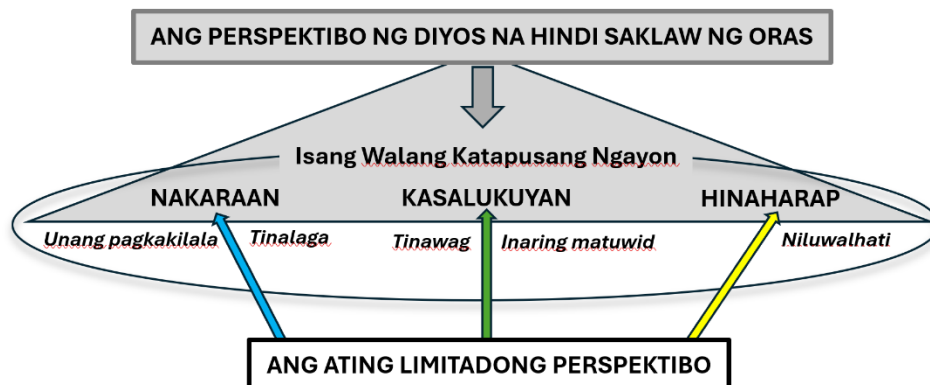 ANG PERSPEKTIBO NG DIYOS NA HINDI SAKLAW NG ORAS
Isang Walang Katapusang Ngayon
NAKARAAN KASALUKUYAN HINAHARAP
Unang pagkakilala Tinalaga Tinawag Inaring matuwid Niluwalhati
ANG ATING LIMITADONG PERSPEKTIBO